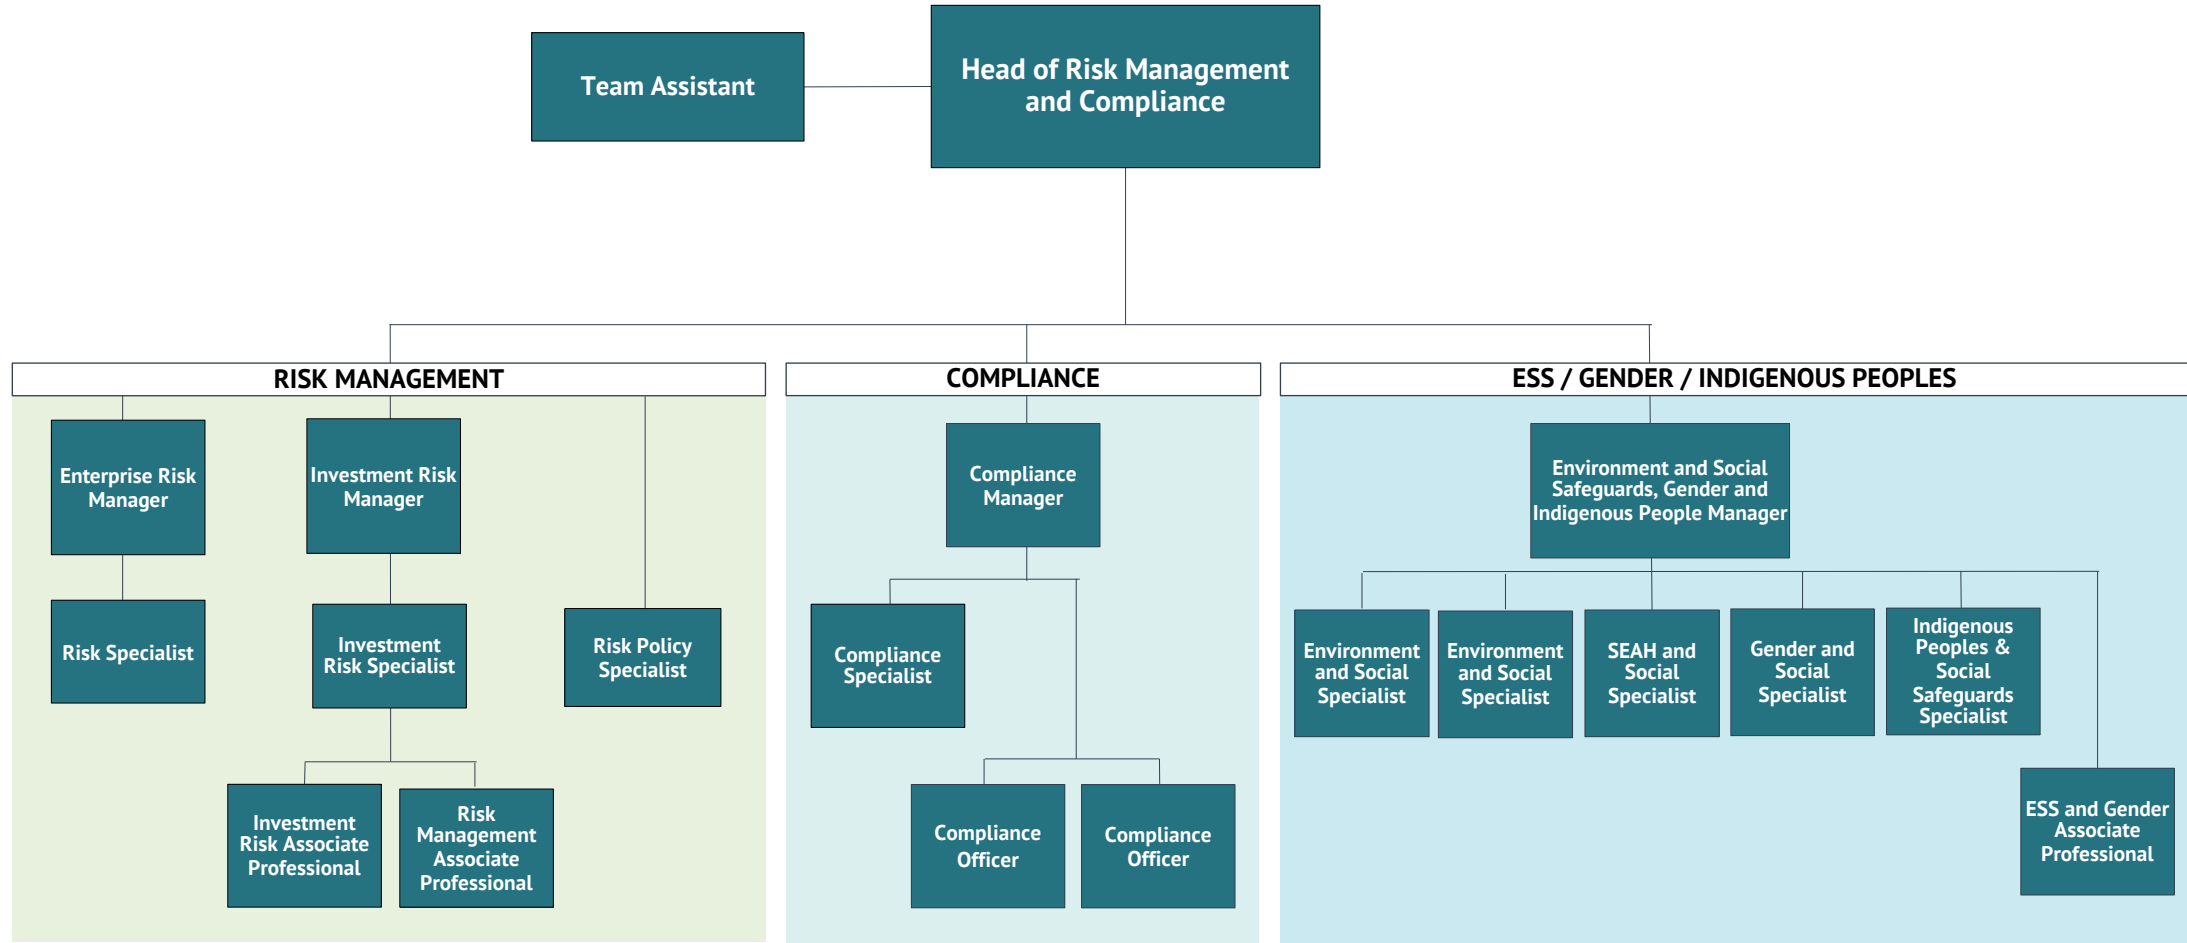 Team Assistant
Head of Risk Management
and Compliance
RISK MANAGEMENT
COMPLIANCE
ESS / GENDER / INDIGENOUS PEOPLES
Enterprise Risk
Manager
Investment Risk
Manager
Risk Specialist
Investment
Risk Specialist
Risk Policy
Specialist
Investment
Risk Associate
Professional
Risk
Management
Associate
Professional
Compliance
Manager
Compliance
Specialist
Compliance
Officer
Compliance
Officer
Environment and Social
Safeguards, Gender and
Indigenous People Manager
Environment
and Social
Specialist
Environment
and Social
Specialist
SEAH and
Social
Specialist
Gender and
Social
Specialist
Indigenous
Peoples &
Social
Safeguards
Specialist
ESS and Gender
Associate
Professional